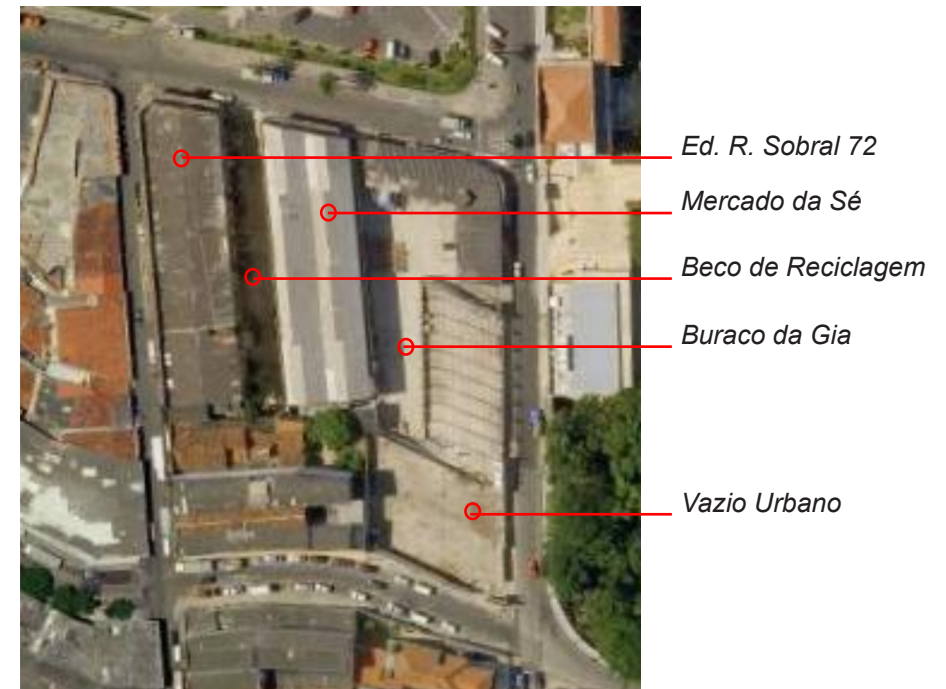 Ed. R. Sobral 72
Mercado da Sé
Beco de Reciclagem
Buraco da Gia
Vazio Urbano